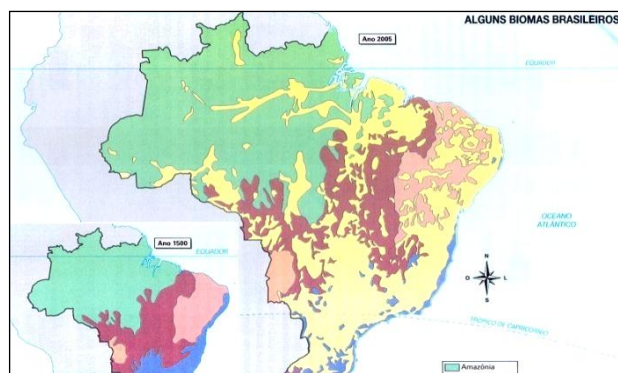 ALGUNS BIOMAS BRASILEIROS
Ano 2005
EQUADOR
OCEANO
ATLÂNTICO
Ano 1500
EQUADOR
N
O
L
S
TRÓPICO DE CAPRICÓRNIO
Amazônia